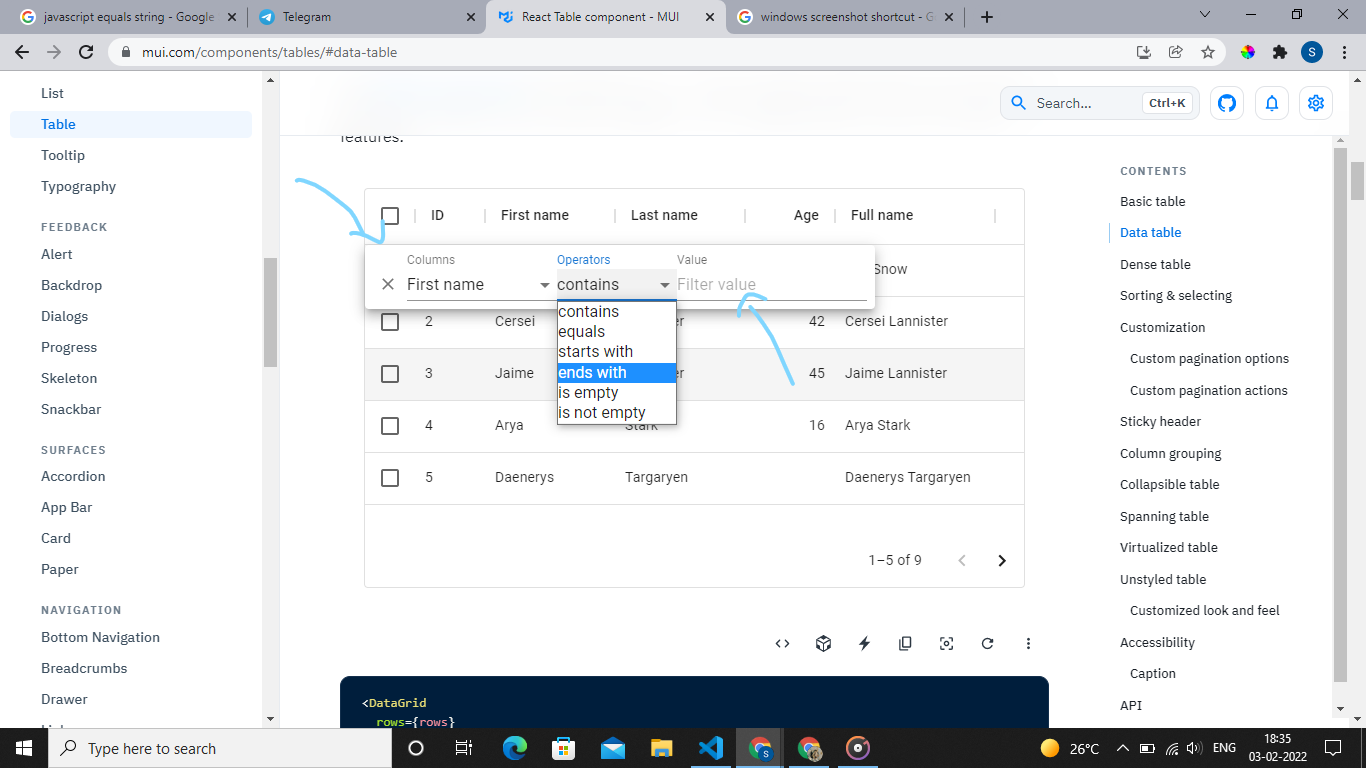 javascript equals string - Google
Telegram
React Table component - MUI
windows screenshot shortcut - G
mui.com/components/tables/#data-table
S
List
Table
Tooltip
Typography
FEEDBACK
Alert
Backdrop
Dialogs
Progress
Skeleton
Snackbar
SURFACES
Accordion
App Bar
Card
Paper
NAVIGATION
Bottom Navigation
Breadcrumbs
Drawer
Search...
Ctrl+K
features.
ID
First name
Last name
Age
Full name
Columns
Operators
Value
First name
contains
Filter value
Snow
contains
equals
starts with
ends with
is empty
is not empty
2 Cersei 42 Cersei Lannister
3 Jaime 45 Jaime Lannister
4 Arya Stark 16 Arya Stark
5 Daenerys Targaryen Daenerys Targaryen
1–5 of 9
<DataGrid
rows={rows}
CONTENTS
Basic table
Data table
Dense table
Sorting & selecting
Customization
Custom pagination options
Custom pagination actions
Sticky header
Column grouping
Collapsible table
Spanning table
Virtualized table
Unstyled table
Customized look and feel
Accessibility
Caption
API
Type here to search
S
26°C
ENG
18:35
03-02-2022